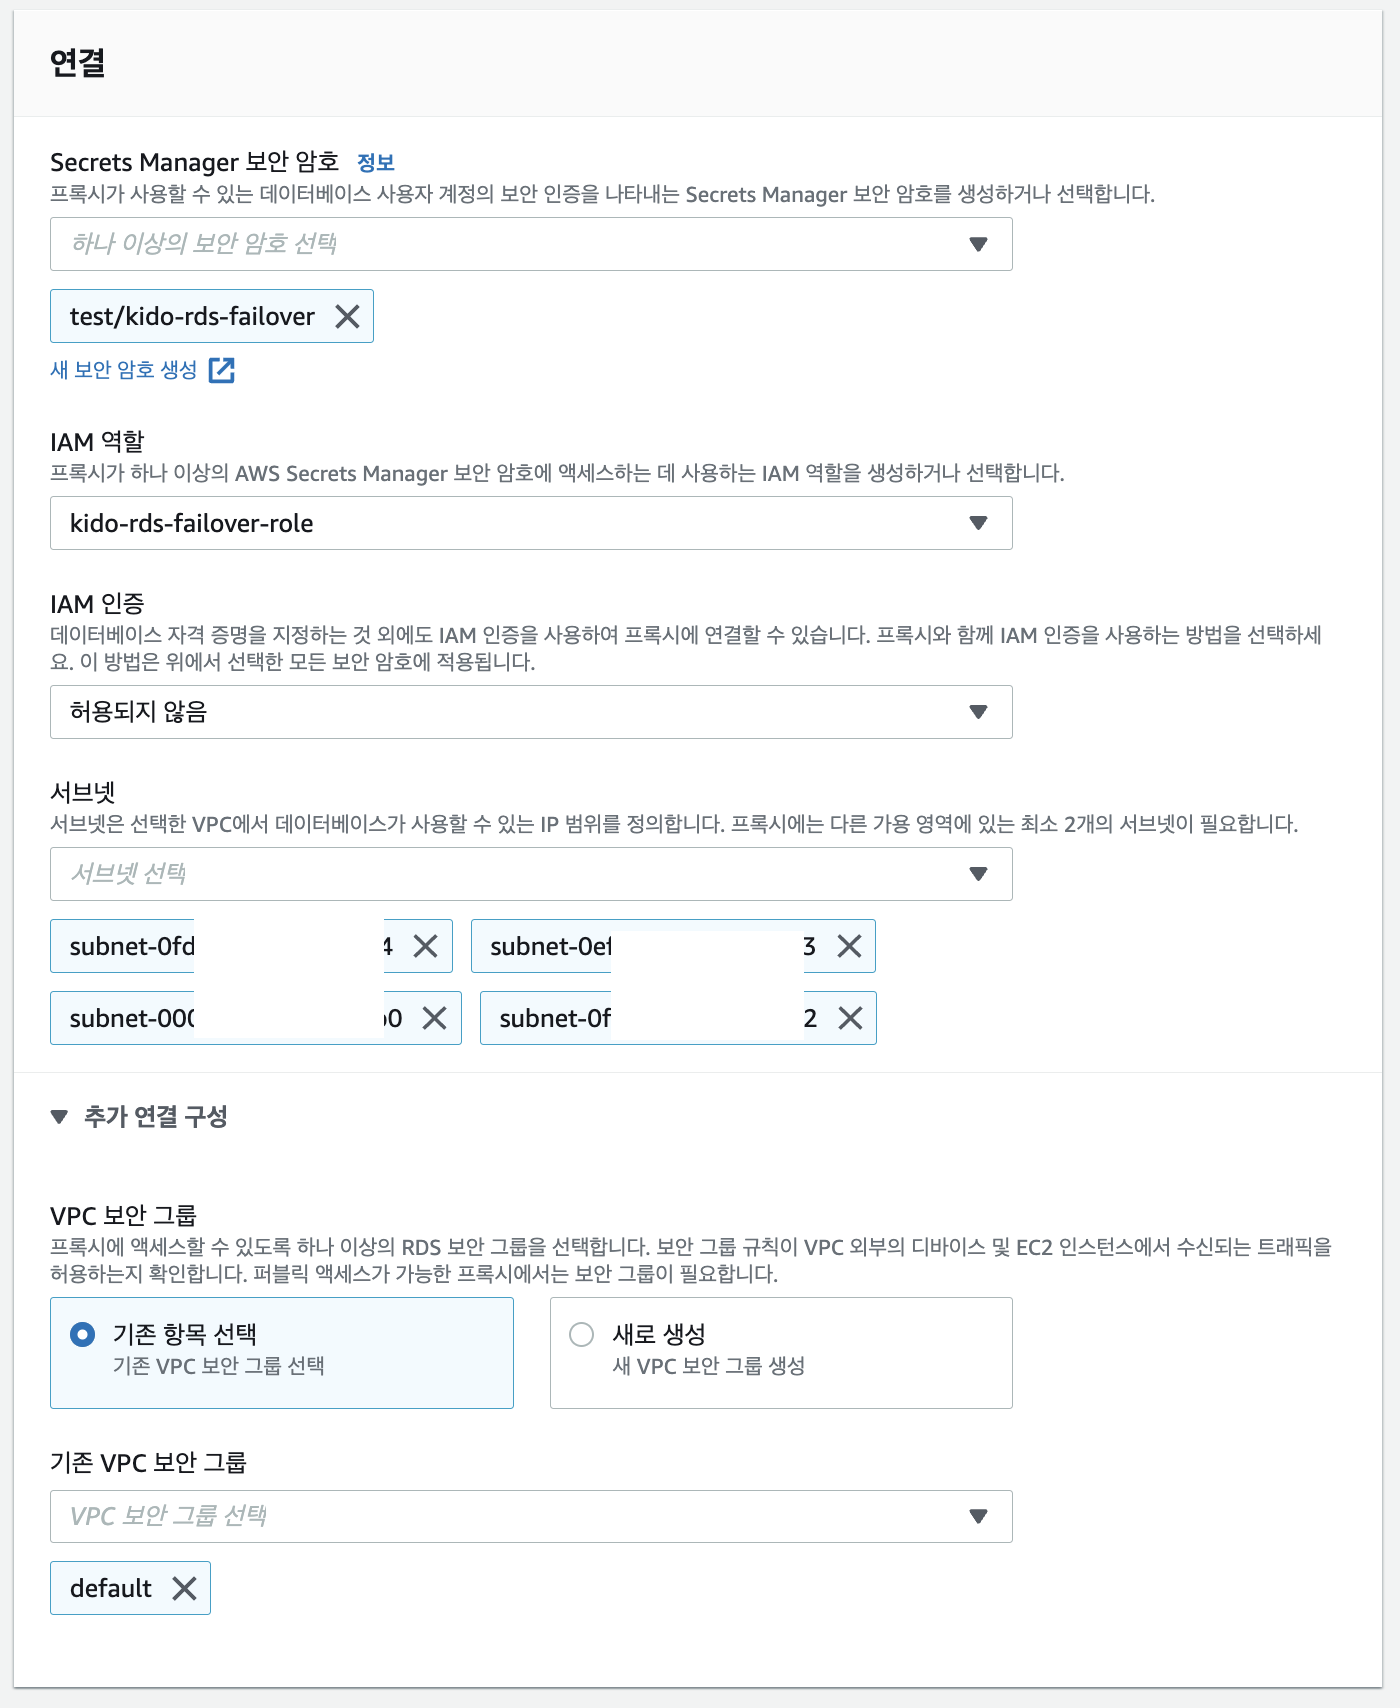 연결
Secrets Manager 보안 암호 정보
프록시가 사용할 수 있는 데이터베이스 사용자 계정의 보안 인증을 나타내는 Secrets Manager 보안 암호를 생성하거나 선택합니다.
하나 이상의 보안 암호 선택
test/kido-rds-failover
새 보안 암호 생성
IAM 역할
프록시가 하나 이상의 AWS Secrets Manager 보안 암호에 액세스하는 데 사용하는 IAM 역할을 생성하거나 선택합니다.
kido-rds-failover-role
IAM 인증
데이터베이스 자격 증명을 지정하는 것 외에도 IAM 인증을 사용하여 프록시에 연결할 수 있습니다. 프록시와 함께 IAM 인증을 사용하는 방법을 선택하세
요. 이 방법은 위에서 선택한 모든 보안 암호에 적용됩니다.
허용되지 않음
서브넷
서브넷은 선택한 VPC에서 데이터베이스가 사용할 수 있는 IP 범위를 정의합니다. 프록시에는 다른 가용 영역에 있는 최소 2개의 서브넷이 필요합니다.
서브넷 선택
subnet-0fd 4 subnet-0ef 3
subnet-000 b0 subnet-0f 2
추가 연결 구성
VPC 보안 그룹
프록시에 액세스할 수 있도록 하나 이상의 RDS 보안 그룹을 선택합니다. 보안 그룹 규칙이 VPC 외부의 디바이스 및 EC2 인스턴스에서 수신되는 트래픽을
허용하는지 확인합니다. 퍼블릭 액세스가 가능한 프록시에서는 보안 그룹이 필요합니다.
기존 항목 선택
기존 VPC 보안 그룹 선택
새로 생성
새 VPC 보안 그룹 생성
기존 VPC 보안 그룹
VPC 보안 그룹 선택
default